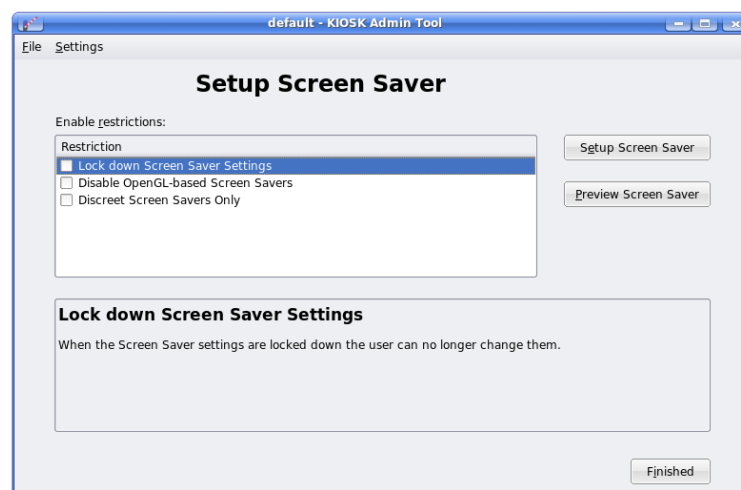 default - KIOSK Admin Tool
File Settings
Setup Screen Saver
Enable restrictions:
Restriction
Lock down Screen Saver Settings
Disable OpenGL-based Screen Savers
Discreet Screen Savers Only
Setup Screen Saver
Preview Screen Saver
Lock down Screen Saver Settings
When the Screen Saver settings are locked down the user can no longer change them.
Finished